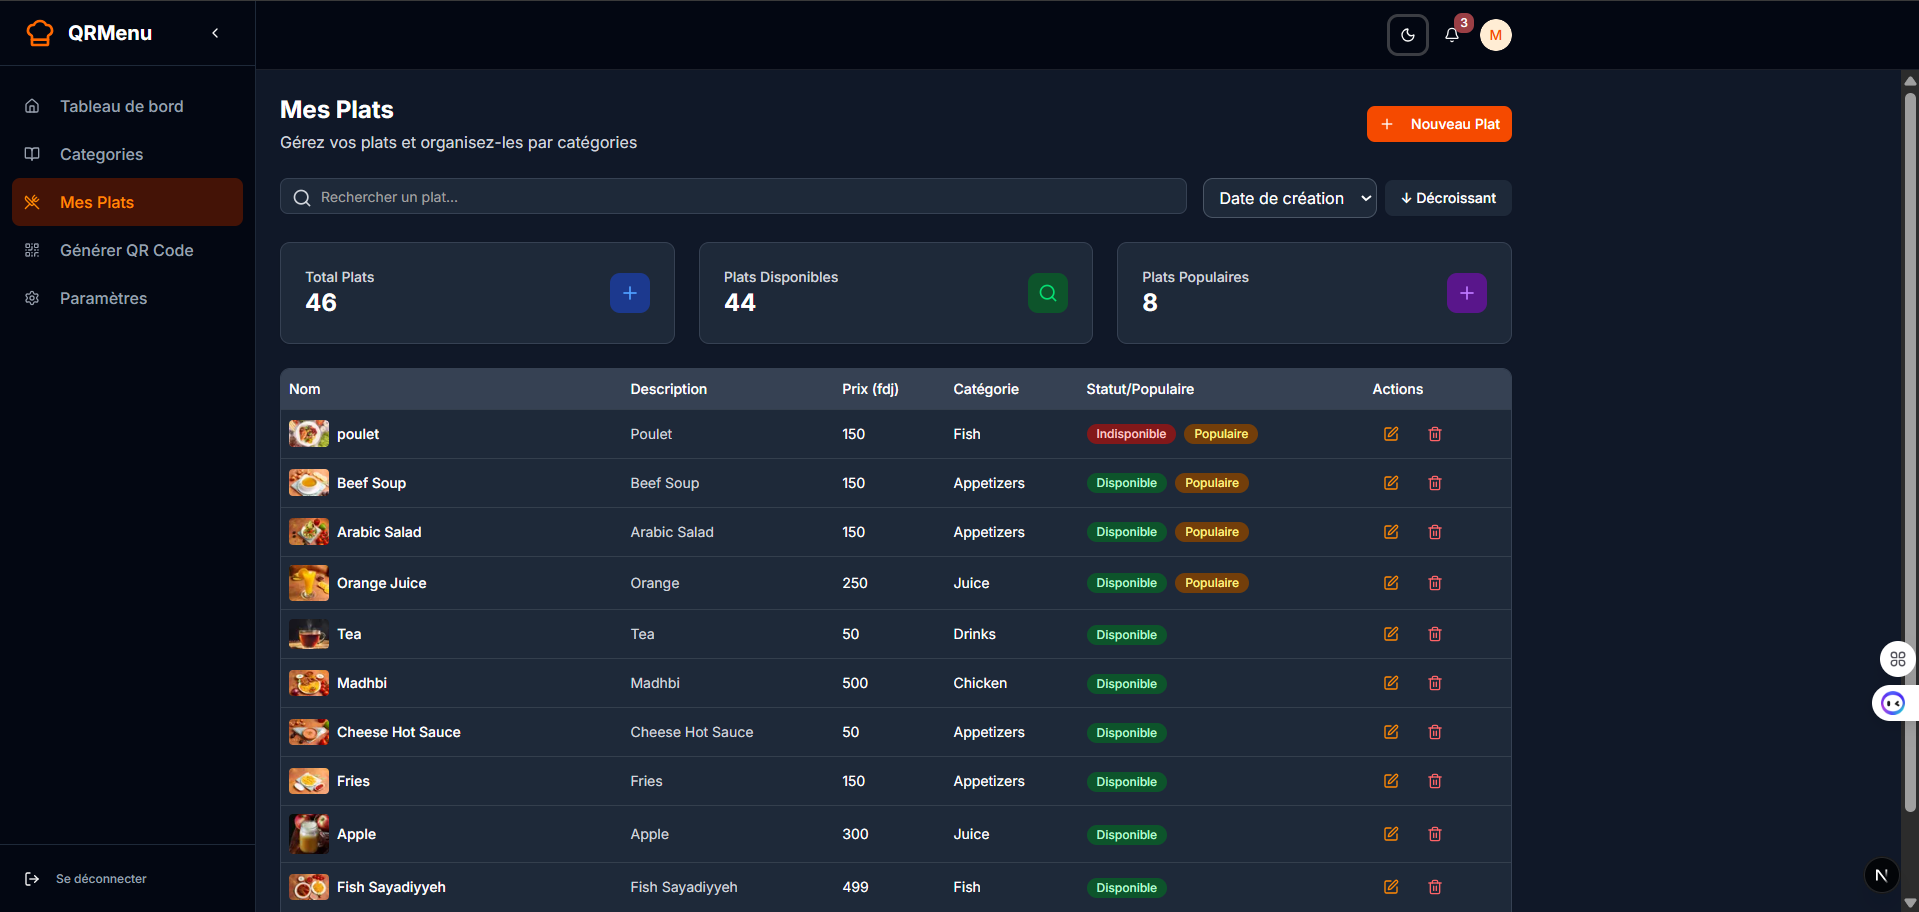 QRMenu
3
M
Tableau de bord
Categories
Mes Plats
Générer QR Code
Paramètres
Se déconnecter
Mes Plats
Gérez vos plats et organisez-les par catégories
Nouveau Plat
Rechercher un plat...
Date de création
Décroissant
Total Plats
46
Plats Disponibles
44
Plats Populaires
8
Nom Description Prix (fdj) Catégorie Statut/Populaire Actions
poulet Poulet 150 Fish Indisponible Populaire
Beef Soup Beef Soup 150 Appetizers Disponible Populaire
Arabic Salad Arabic Salad 150 Appetizers Disponible Populaire
Orange Juice Orange 250 Juice Disponible Populaire
Tea Tea 50 Drinks Disponible
Madhbi Madhbi 500 Chicken Disponible
Cheese Hot Sauce Cheese Hot Sauce 50 Appetizers Disponible
Fries Fries 150 Appetizers Disponible
Apple Apple 300 Juice Disponible
Fish Sayadiyyeh Fish Sayadiyyeh 499 Fish Disponible
N